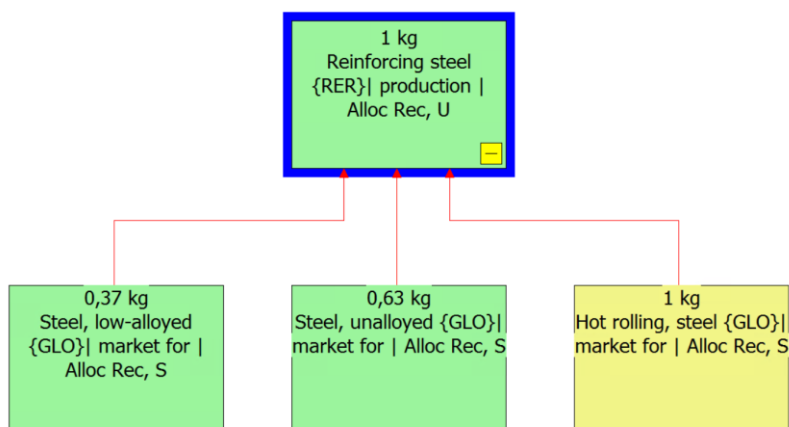 1 kg
Reinforcing steel
{RER}| production |
Alloc Rec, U
0,37 kg
Steel, low-alloyed
{GLO}| market for |
Alloc Rec, S
0,63 kg
Steel, unalloyed {GLO}|
market for | Alloc Rec, S
1 kg
Hot rolling, steel {GLO}|
market for | Alloc Rec, S